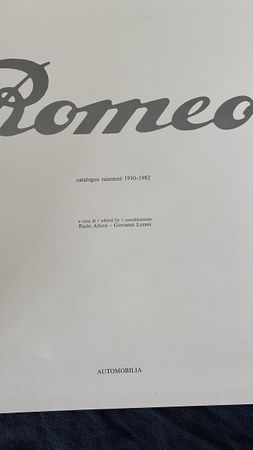 Romeo
catalogue raisonné 1910-1982
a cura di / edited by / coordinateurs
Paolo Altieri - Giovanni Lurani
AUTOMOBILIA